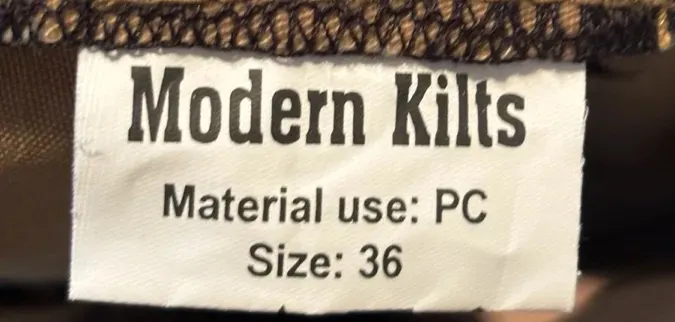 Modern Kilts
Material use: PC
Size: 36